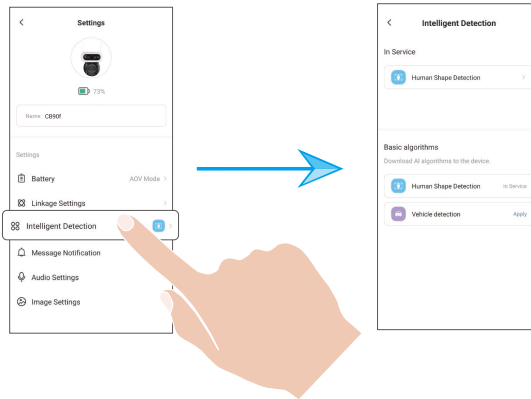 Settings
73%
Name: CB90f
Settings
Battery AOV Mode
Linkage Settings
Intelligent Detection
Message Notification
Audio Settings
Image Settings
Intelligent Detection
In Service
Human Shape Detection
Basic algorithms
Download AI algorithms to the device.
Human Shape Detection In Service
Vehicle detection Apply